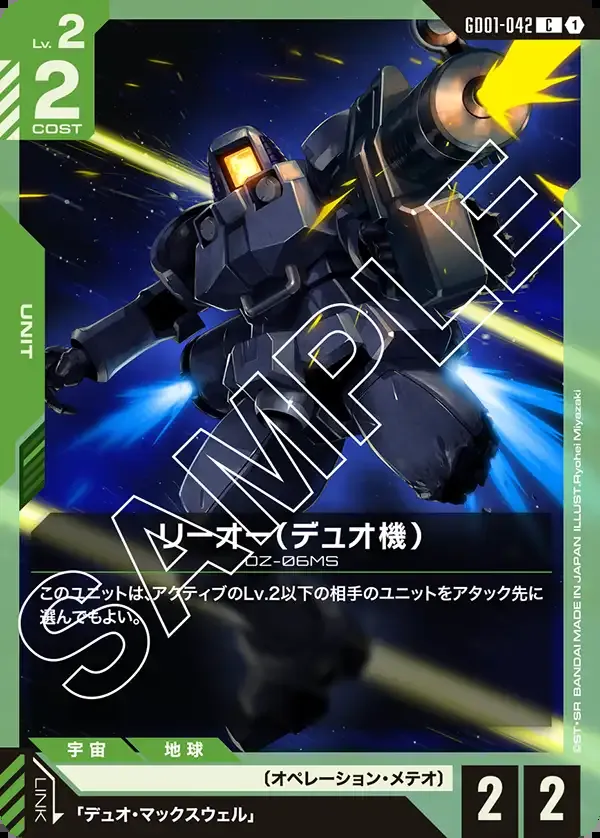 Lv. 2
2
COST
GD01-042 C 1
UNIT
SAMPLE
リーオー(デュオ機)
OZ-06MS
このユニットは、アクティブのLv.2以下の相手のユニットをアタック先に
選んでもよい。
宇宙 地球
〔オペレーション・メテオ〕
LINK
「デュオ・マックスウェル」
2 2
©ST・SR BANDAI MADE IN JAPAN ILLUST.Ryohei Miyazaki